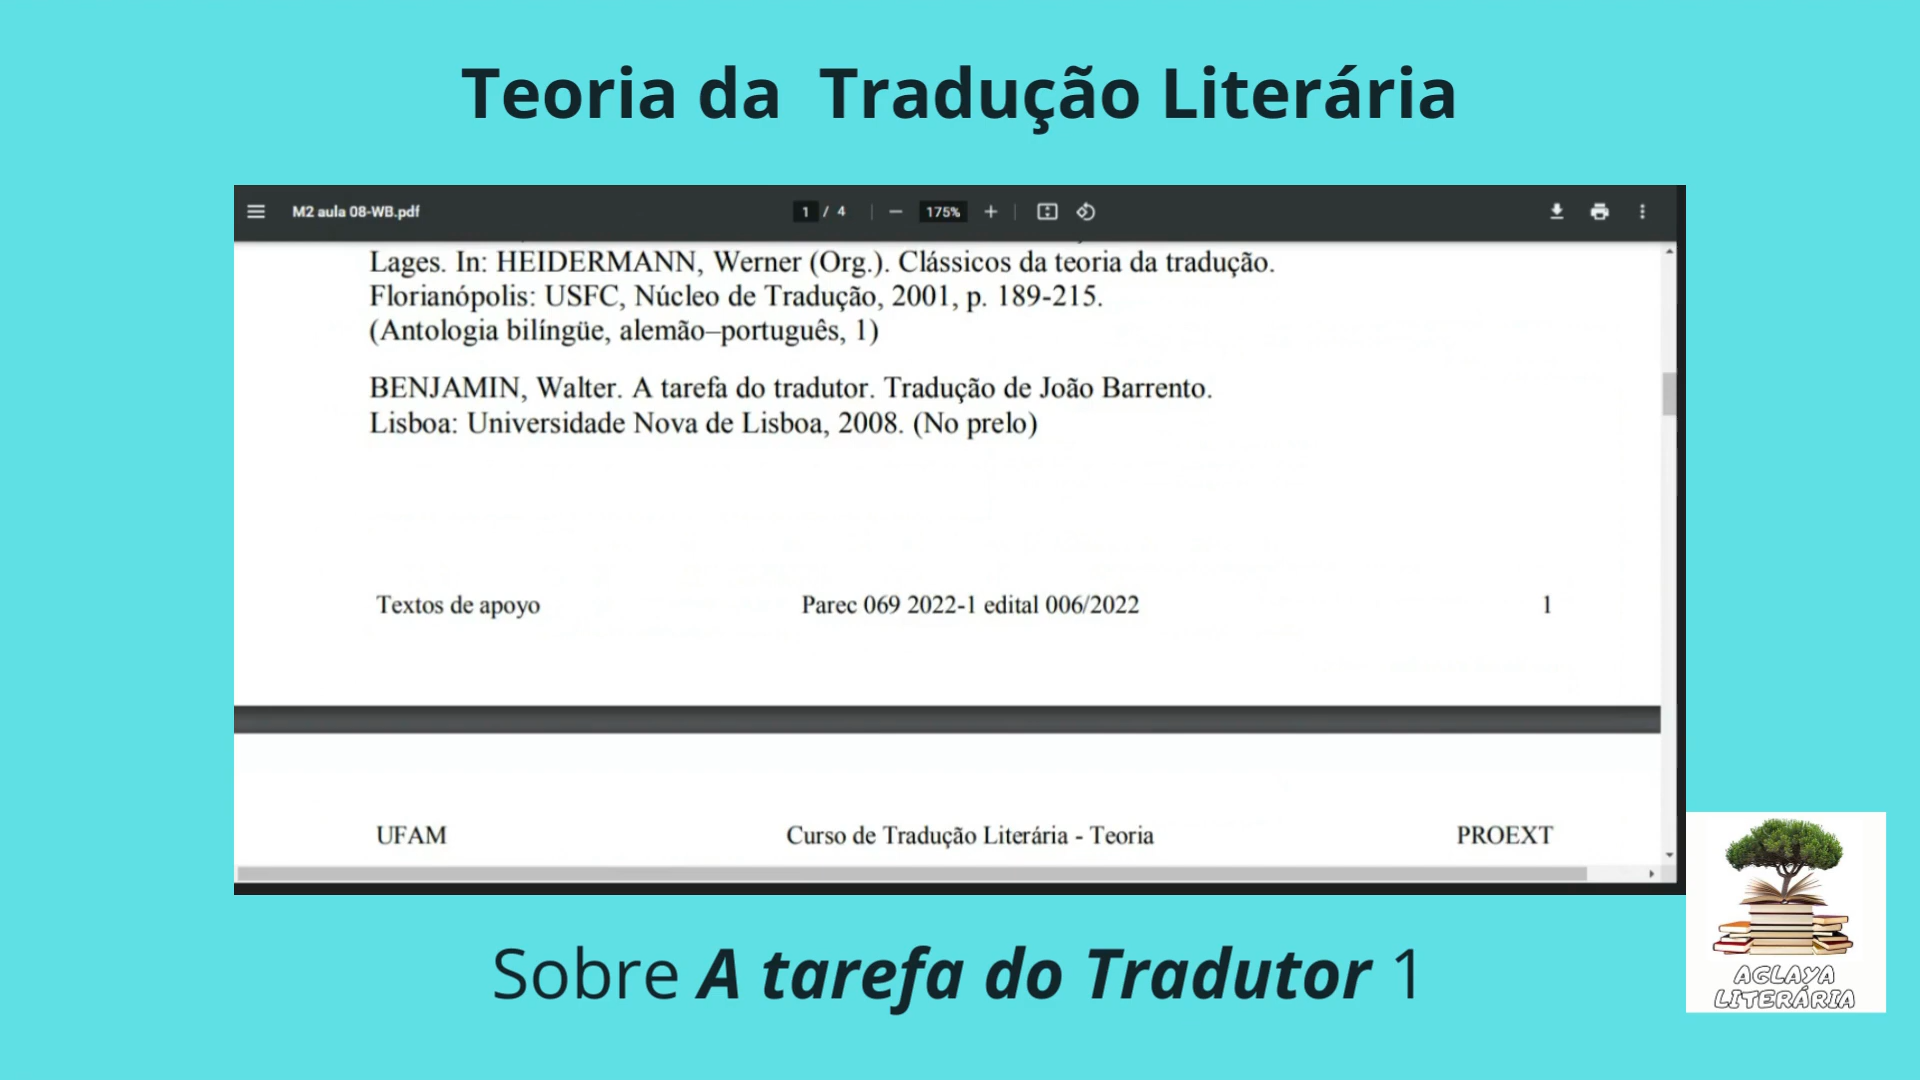 Teoria da  Tradução Literária
M2 aula 08-WB.pdf
1 / 4
175%
Lages. In: HEIDERMANN, Werner (Org.). Clássicos da teoria da tradução.
Florianópolis: USFC, Núcleo de Tradução, 2001, p. 189-215.
(Antologia bilíngüe, alemão–português, 1)
BENJAMIN, Walter. A tarefa do tradutor. Tradução de João Barrento.
Lisboa: Universidade Nova de Lisboa, 2008. (No prelo)
Textos de apoyo Parec 069 2022-1 edital 006/2022 1
UFAM Curso de Tradução Literária - Teoria PROEXT
Sobre A tarefa do Tradutor 1
AGLAYA
LITERÁRIA